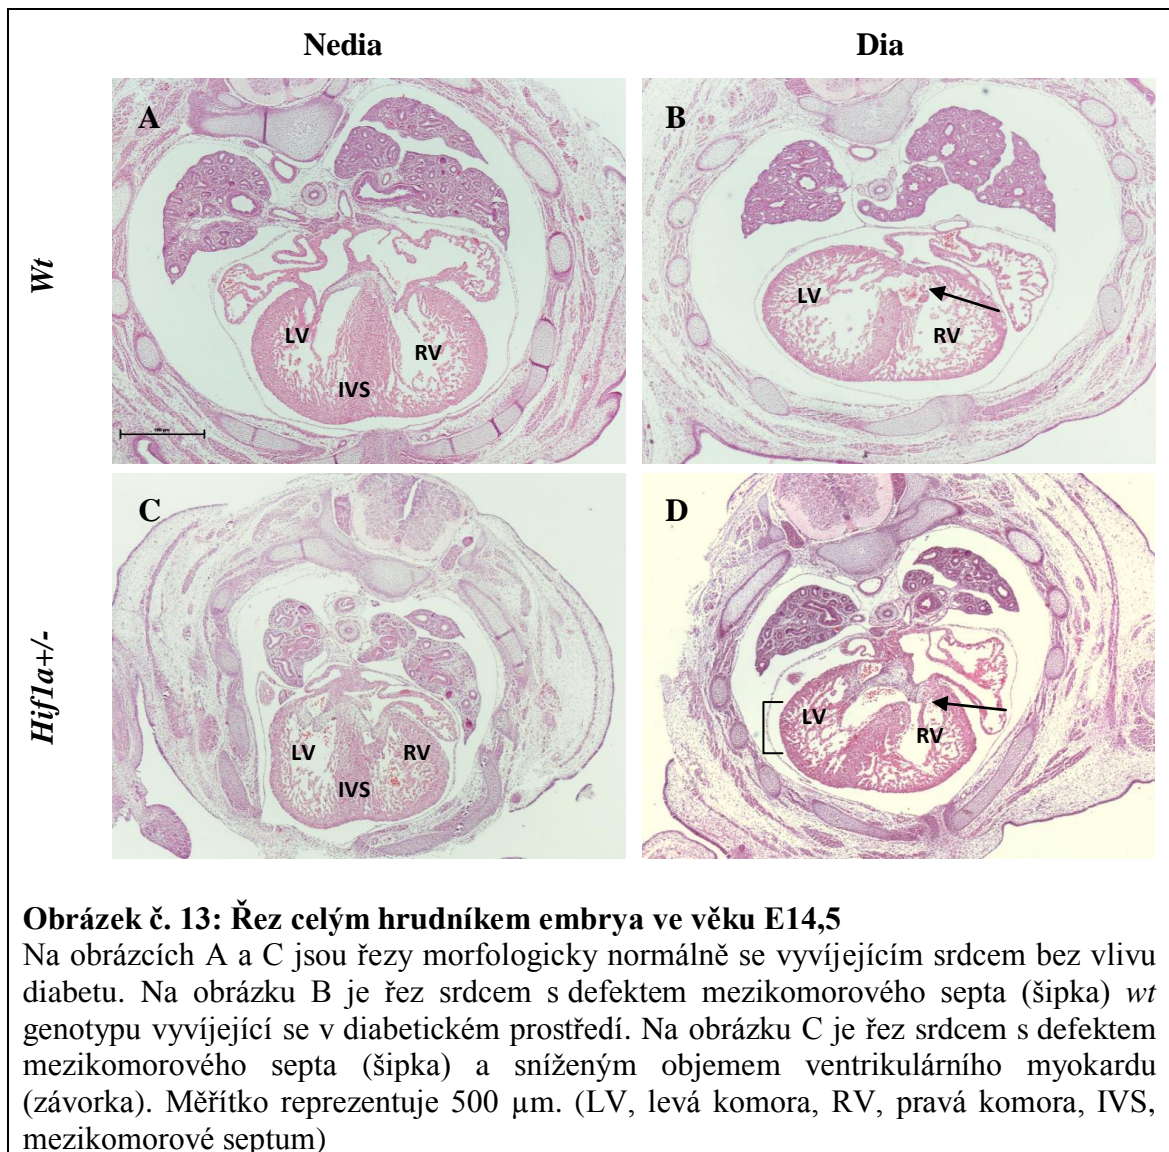 Nedia
Dia
Wt
A
LV
RV
IVS
B
LV
RV
Hif1a+/-
C
LV
RV
IVS
D
LV
RV
Obrázek č. 13: Řez celým hrudníkem embrya ve věku E14,5
Na obrázcích A a C jsou řezy morfologicky normálně se vyvíjejícím srdcem bez vlivu
diabetu. Na obrázku B je řez srdcem s defektem mezikomorového septa (šipka) wt
genotypu vyvíjející se v diabetickém prostředí. Na obrázku C je řez srdcem s defektem
mezikomorového septa (šipka) a sníženým objemem ventrikulárního myokardu
(závorka). Měřítko reprezentuje 500 µm. (LV, levá komora, RV, pravá komora, IVS,
mezikomorové septum)